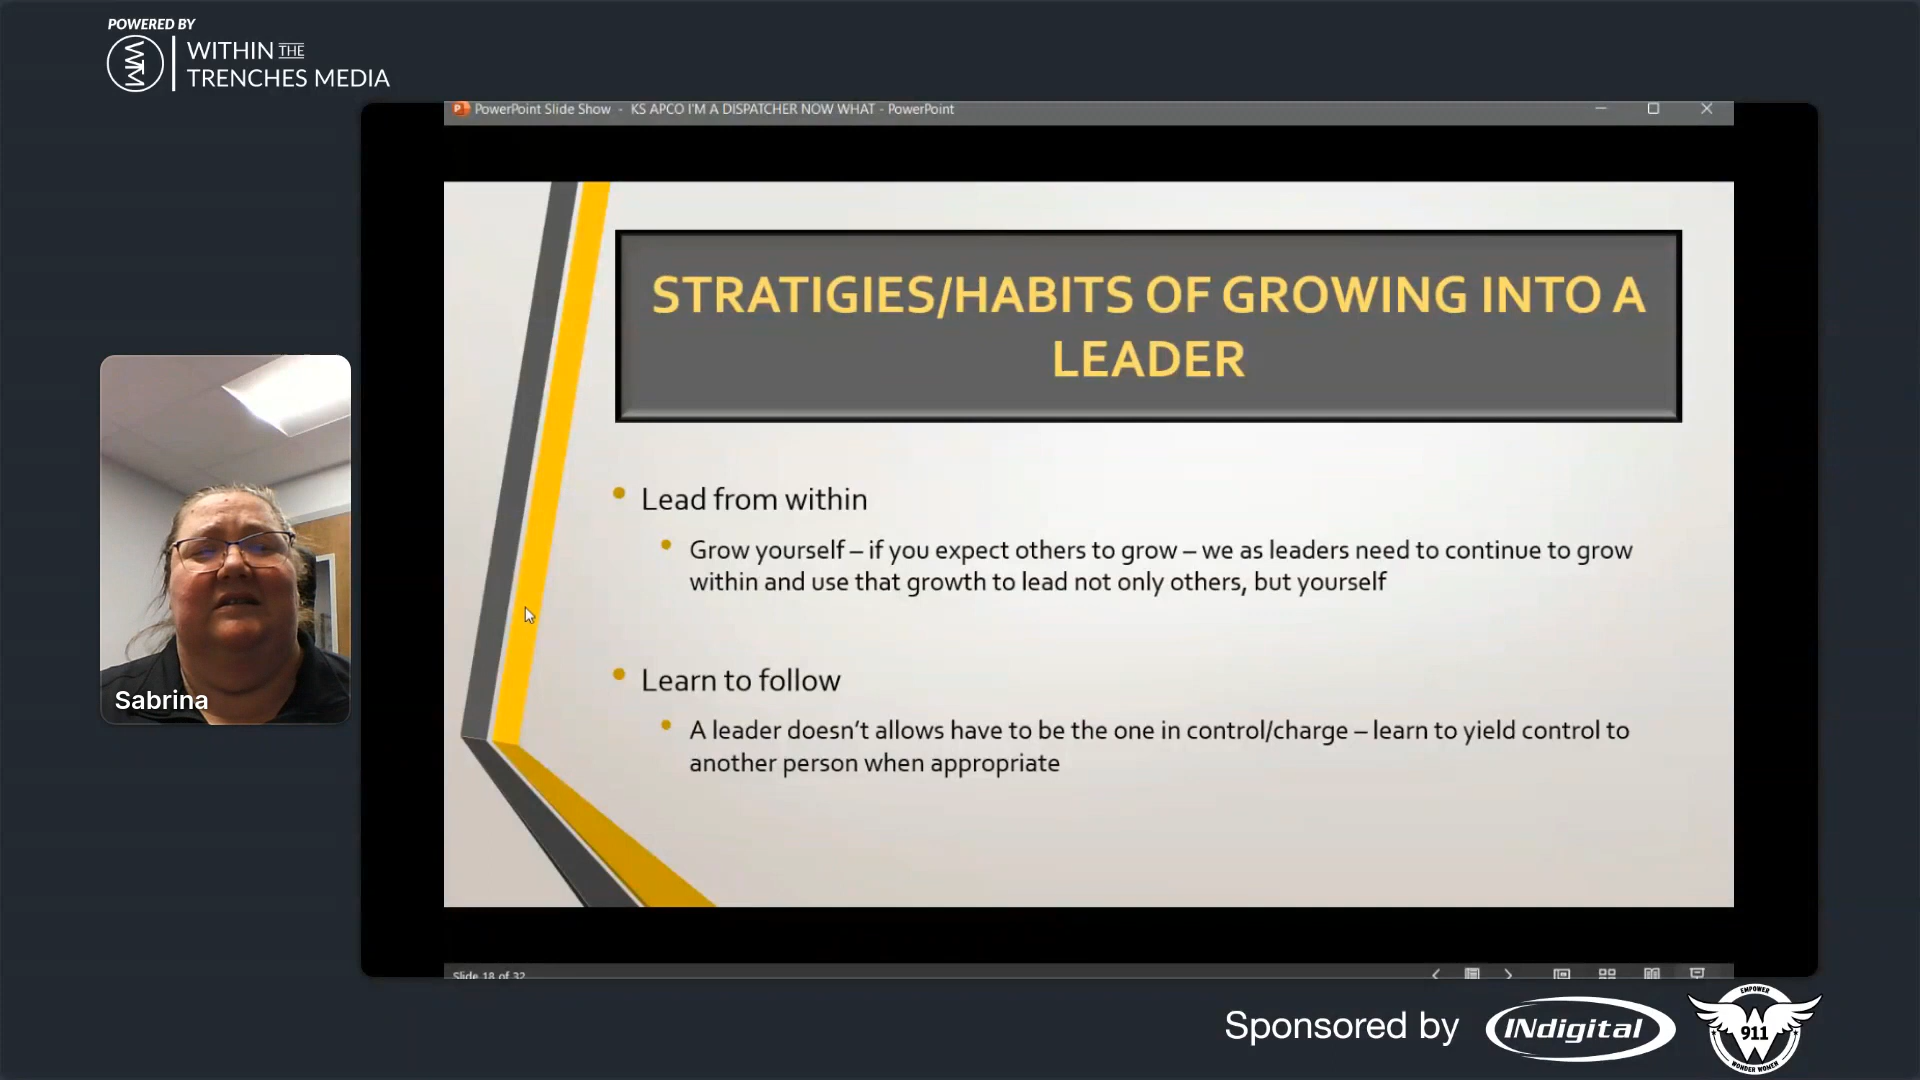 POWERED BY
WITHIN THE
TRENCHES MEDIA
PowerPoint Slide Show - KS APCO I'M A DISPATCHER NOW WHAT - PowerPoint
STRATIGIES/HABITS OF GROWING INTO A
LEADER
Lead from within
Grow yourself – if you expect others to grow – we as leaders need to continue to grow
within and use that growth to lead not only others, but yourself
Learn to follow
A leader doesn't allows have to be the one in control/charge – learn to yield control to
another person when appropriate
Sabrina
Slide 18 of 32
Sponsored by
INdigital
EMPOWER
W
911
WONDER WOMEN